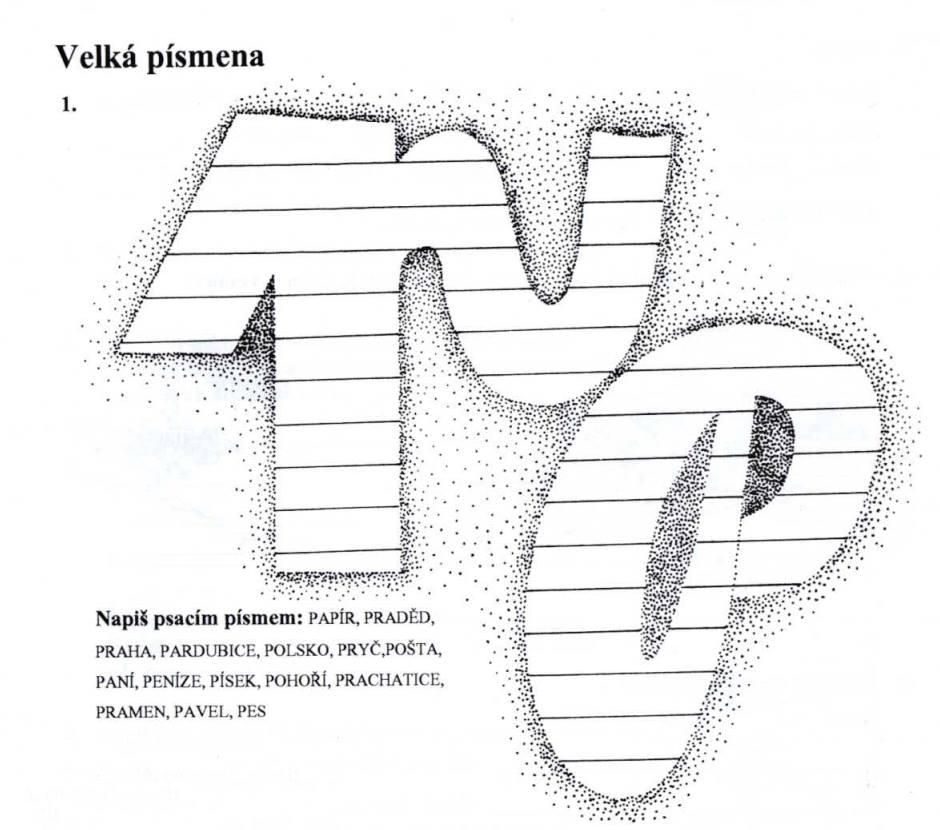 Velká písmena
1.
Napiš psacím písmem: PAPÍR, PRADĚD,
PRAHA, PARDUBICE, POLSKO, PRYČ,POŠTA,
PANÍ, PENÍZE, PÍSEK, POHOŘÍ, PRACHATICE,
PRAMEN, PAVEL, PES